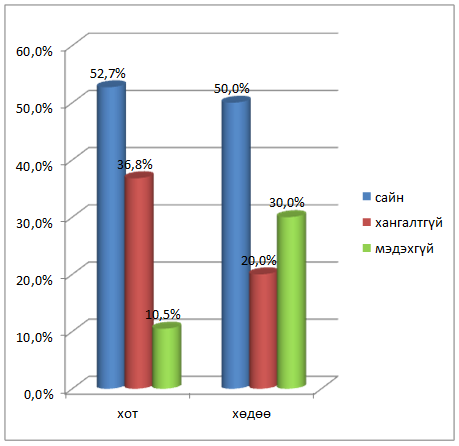 60,0%
50,0%
40,0%
30,0%
20,0%
10,0%
0,0%
52,7%
36,8%
10,5%
50,0%
20,0%
30,0%
хот
хөдөө
сайн
хангалтгүй
мэдэхгүй